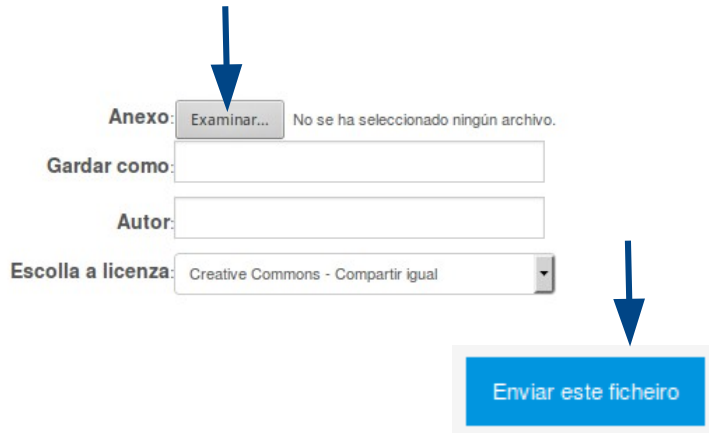 Anexo: Examinar... No se ha seleccionado ningún archivo.
Gardar como:
Autor:
Escolla a licenza: Creative Commons - Compartir igual
Enviar este ficheiro